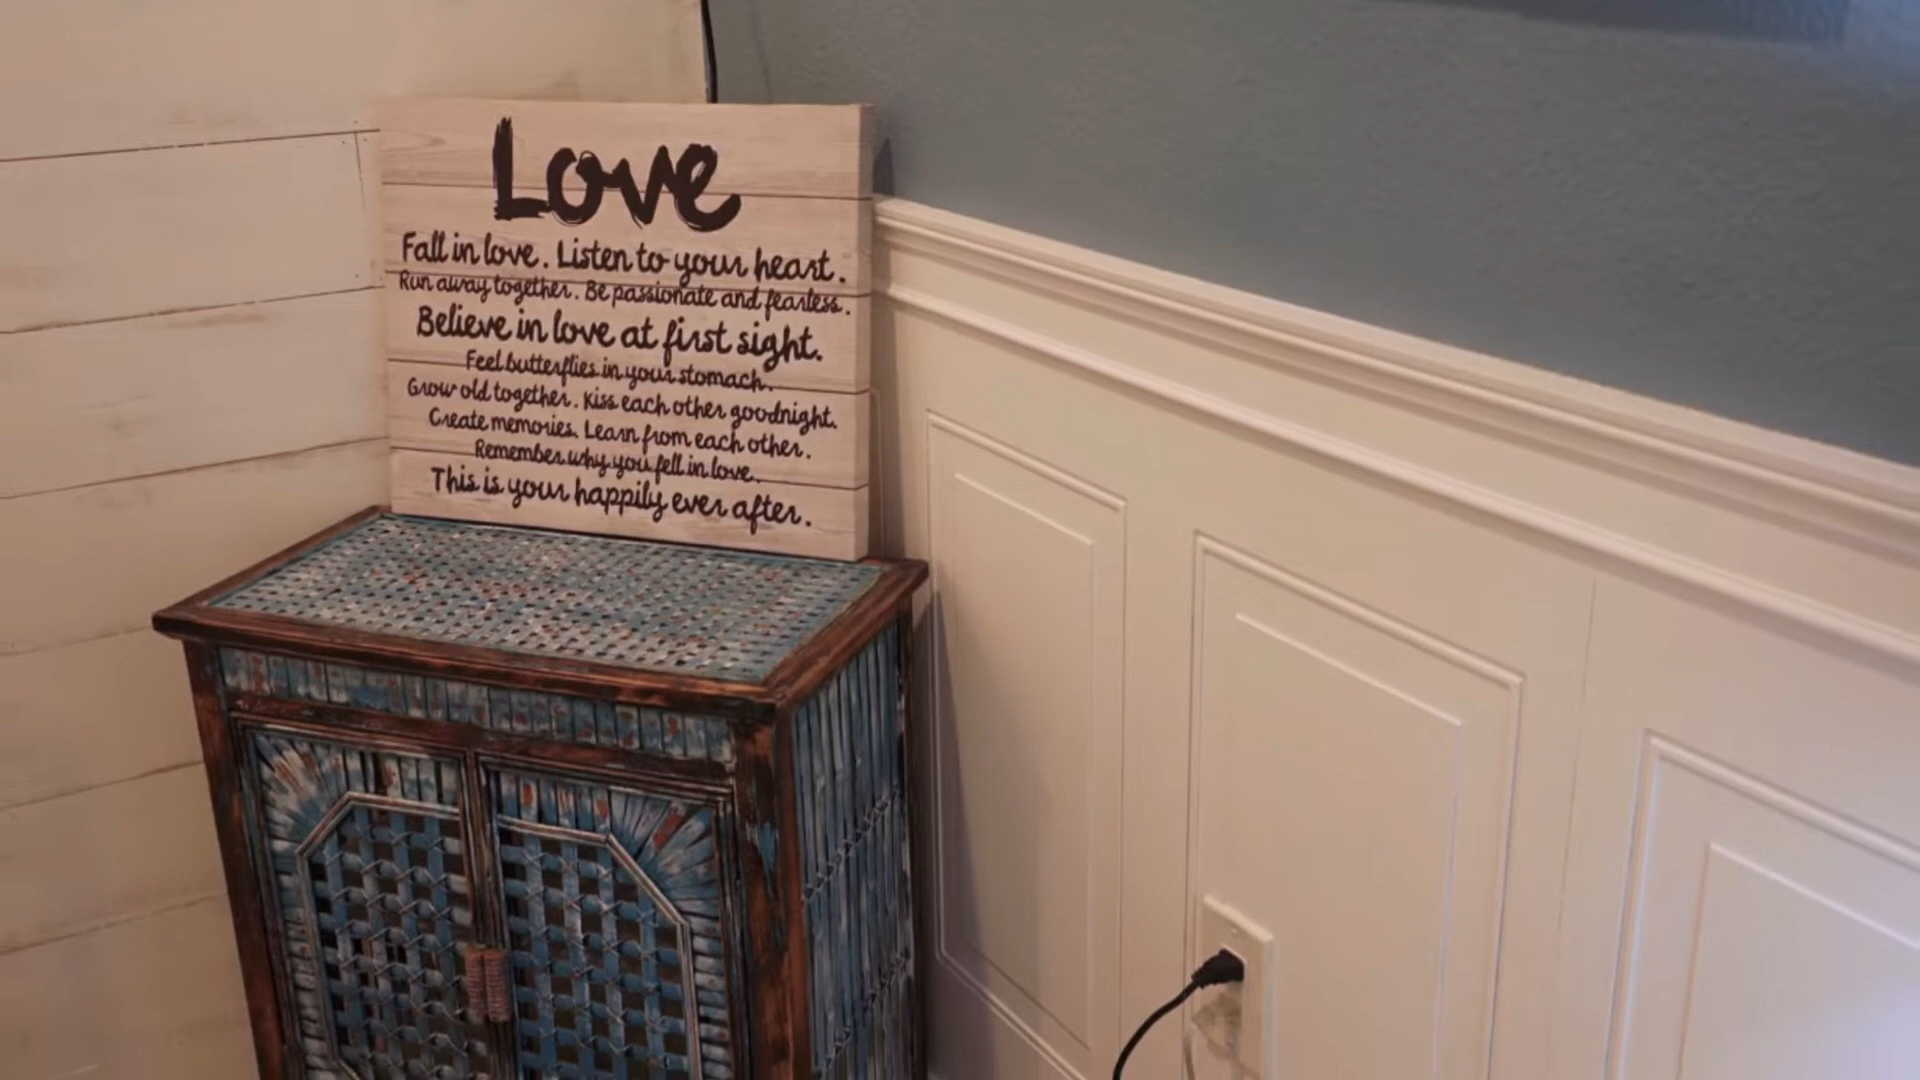 Love
Fall in love. Listen to your heart.
Run away together. Be passionate and fearless.
Believe in love at first sight.
Feel butterflies in your stomach.
Grow old together. Kiss each other goodnight.
Create memories. Learn from each other.
Remember why you fell in love.
This is your happily ever after.